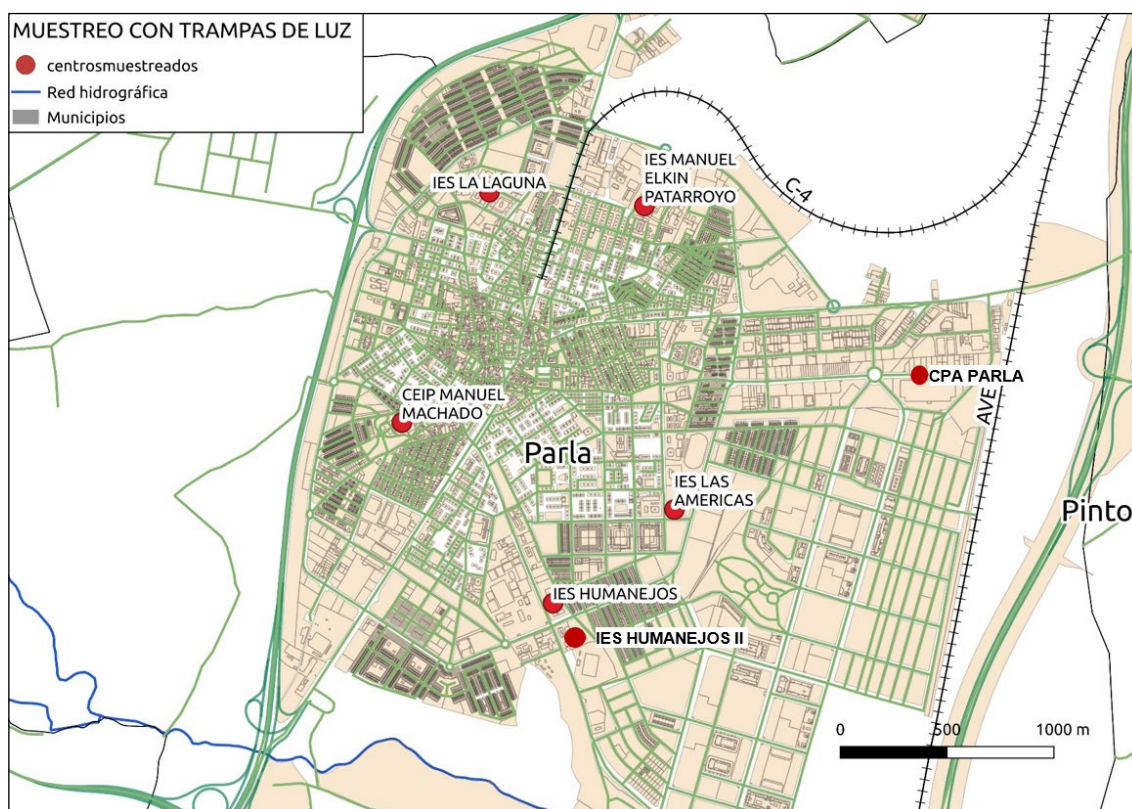 MUESTREO CON TRAMPAS DE LUZ
centrosmuestreados
Red hidrográfica
Municipios
IES LA LAGUNA
IES MANUEL
ELKIN
PATARROYO
C-4
CPA PARLA
AVE
CEIP MANUEL
MACHADO
Parla
IES LAS
AMERICAS
Pinto
IES HUMANEJOS
IES HUMANEJOS II
0 500 1000 m